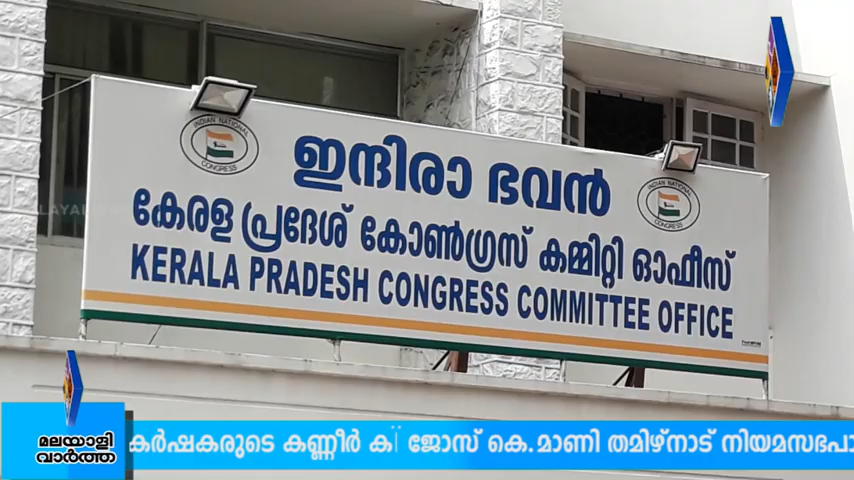 INDIAN NATIONAL
CONGRESS
ഇന്ദിരാ ഭവൻ
INDIAN NATIONAL
CONGRESS
കേരള പ്രദേശ് കോൺഗ്രസ് കമ്മിറ്റി ഓഫീസ്
KERALA PRADESH CONGRESS COMMITTEE OFFICE
മലയാളി
വാർത്ത
കർഷകരുടെ കണ്ണീർ ജോസ് കെ.മാണി തമിഴ്നാട് നിയമസഭ